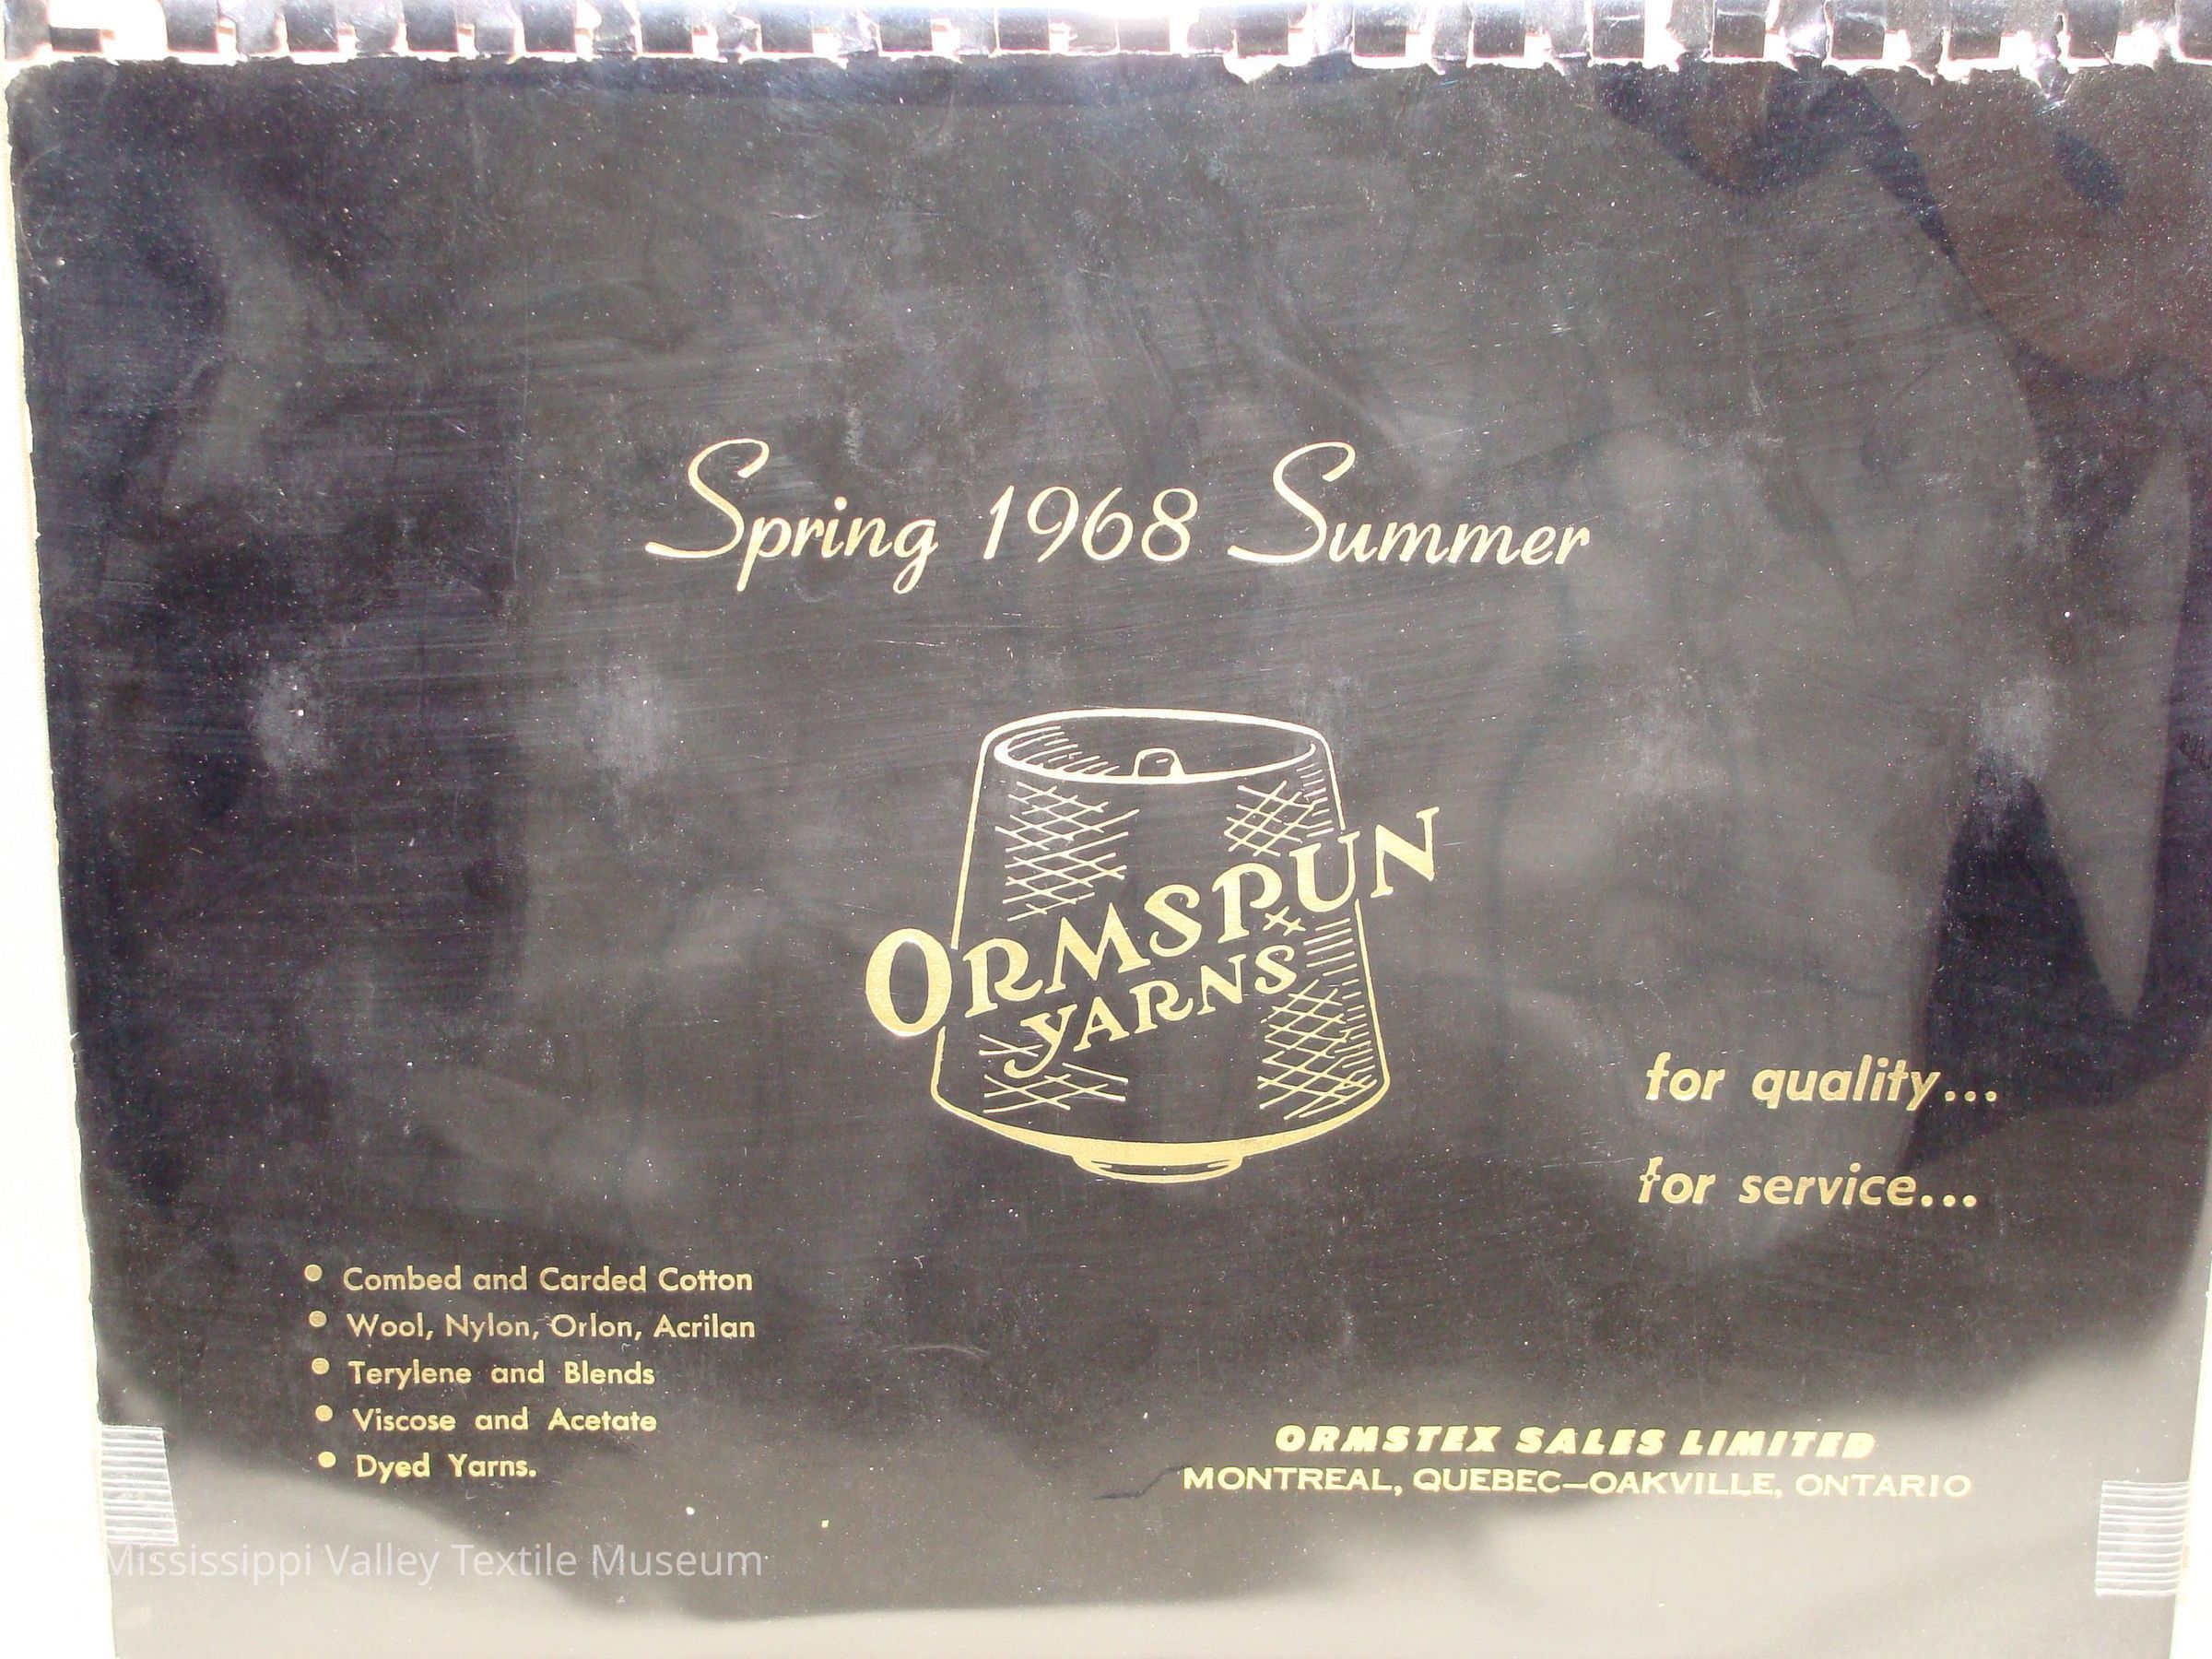 Spring 1968 Summer
ORMSPUN
YARNS
for quality...
for service...
• Combed and Carded Cotton
• Wool, Nylon, Orlon, Acrilan
• Terylene and Blends
• Viscose and Acetate
• Dyed Yarns.
ORMSTEX SALES LIMITED
MONTREAL, QUEBEC—OAKVILLE, ONTARIO
Mississippi Valley Textile Museum